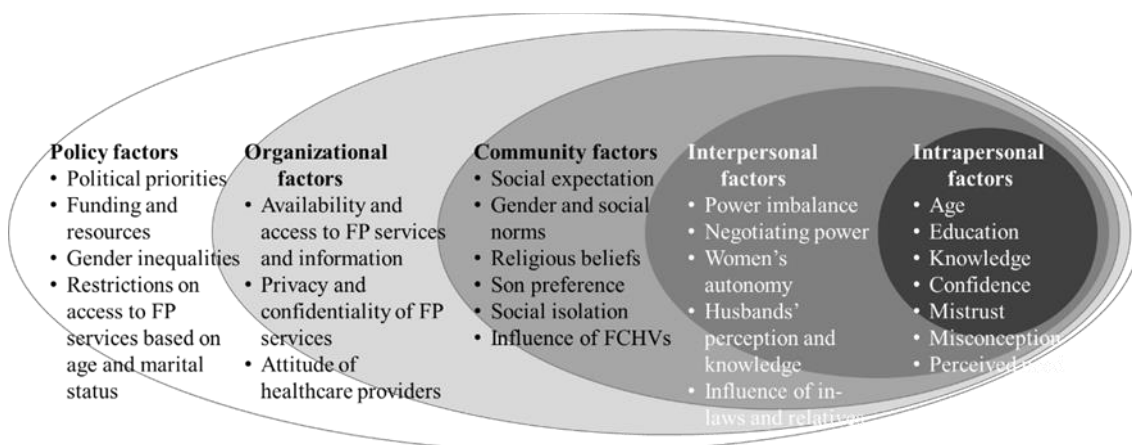 Policy factors
• Political priorities
• Funding and
resources
• Gender inequalities
• Restrictions on
access to FP
services based on
age and marital
status
Organizational
factors
• Availability and
access to FP services
and information
• Privacy and
confidentiality of FP
services
• Attitude of
healthcare providers
Community factors
• Social expectation
• Gender and social
norms
• Religious beliefs
• Son preference
• Social isolation
• Influence of FCHVs
Interpersonal
factors
• Power imbalance
• Negotiating power
• Women's
autonomy
• Husbands'
perception and
knowledge
• Influence of in-
laws and relatives
Intrapersonal
factors
• Age
• Education
• Knowledge
• Confidence
• Mistrust
• Misconception
• Perceived